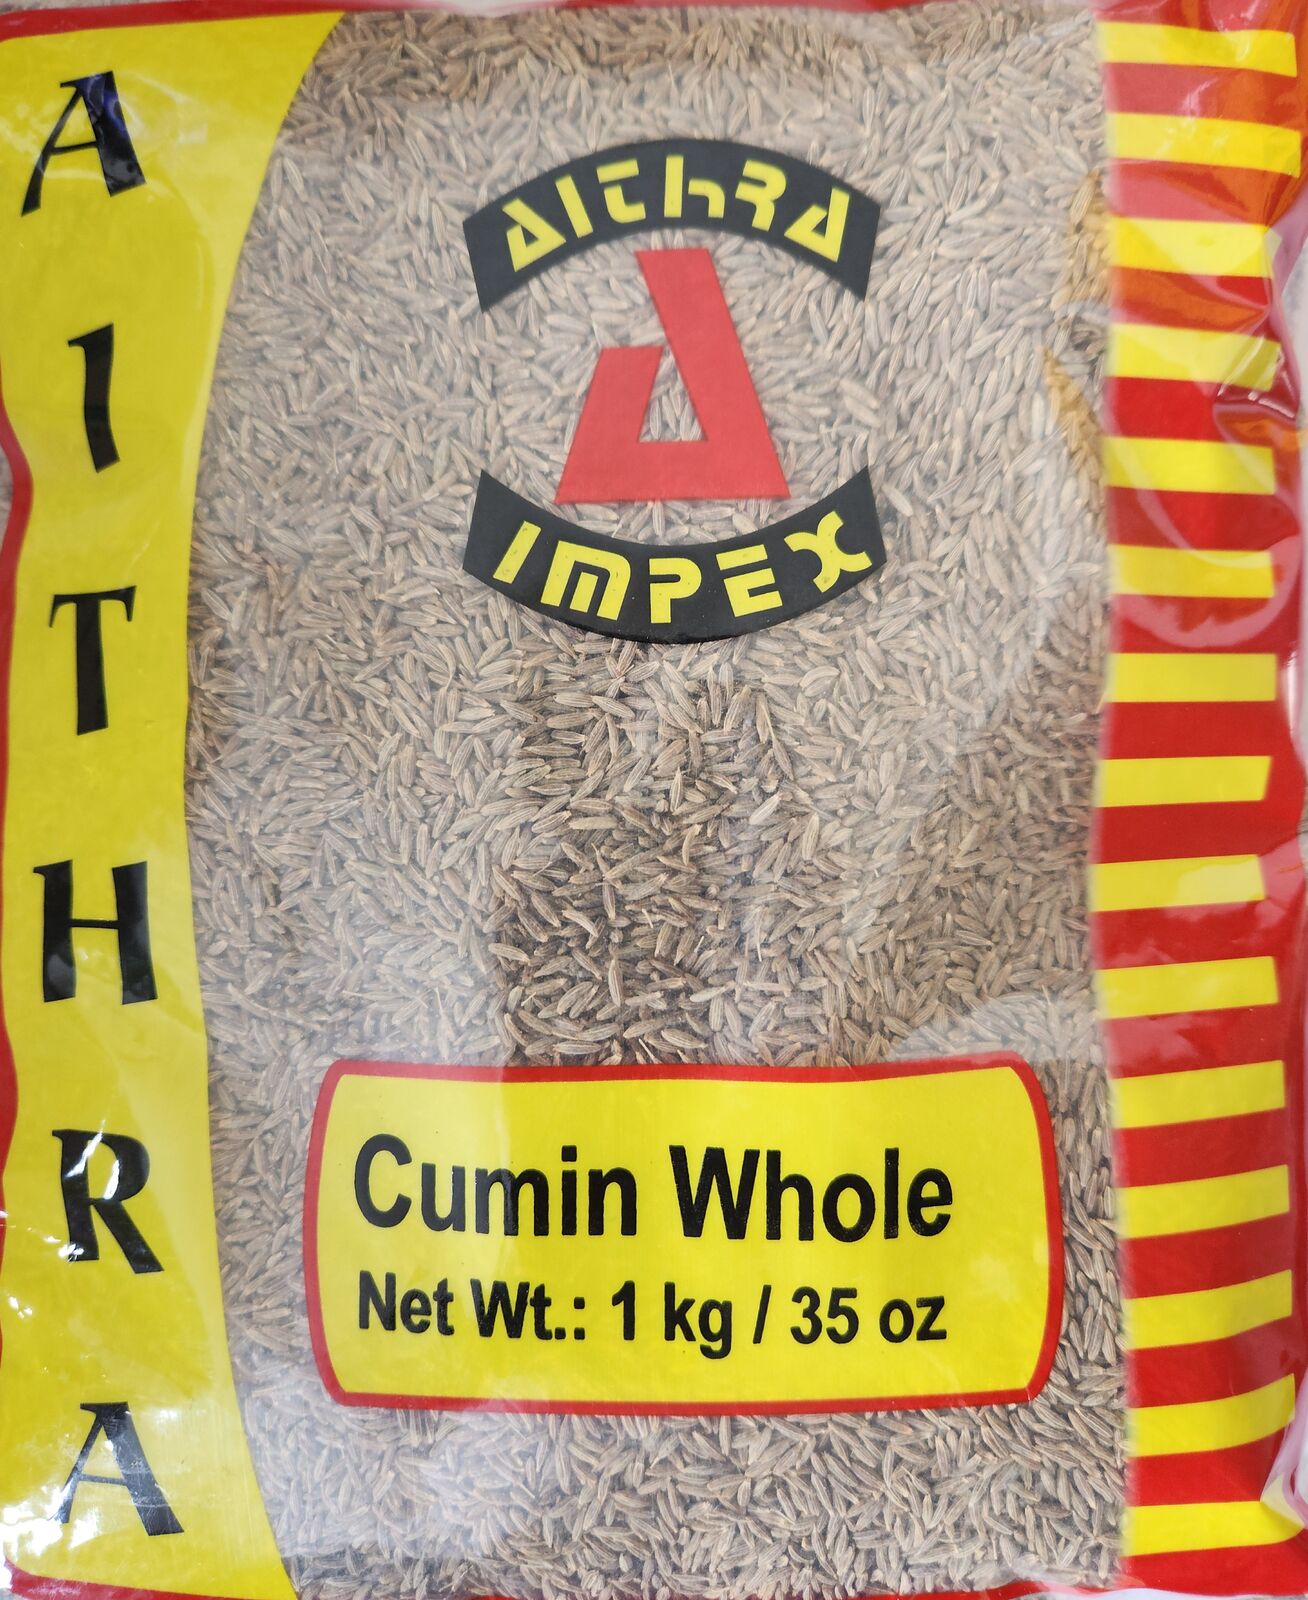 AITHRA
AITHRA
IMPEX
Cumin Whole
Net Wt.: 1 kg / 35 oz